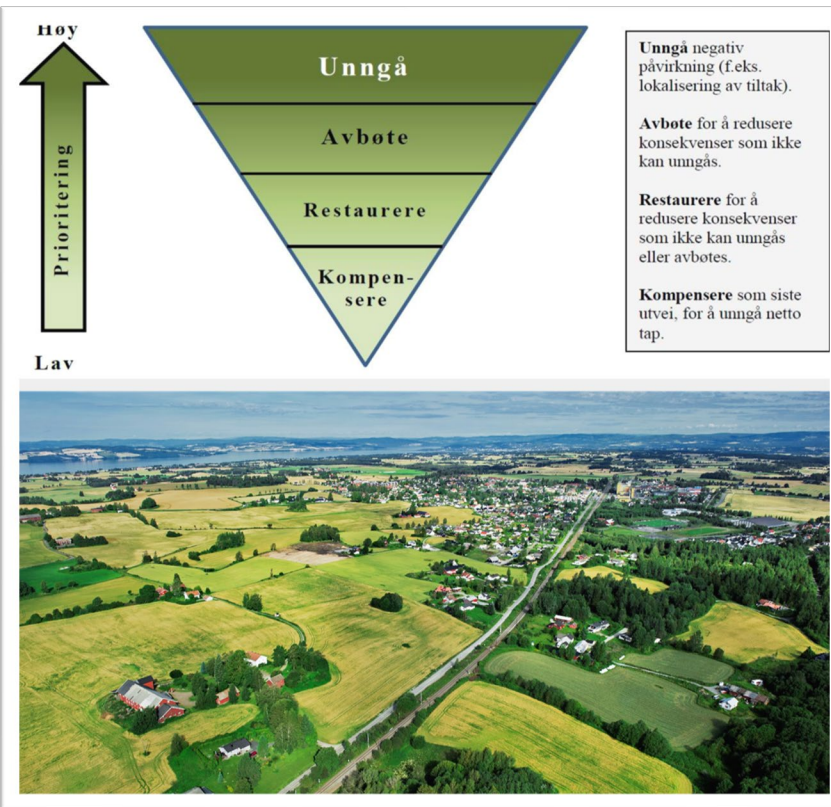 Høy
Prioritering
Lav
Unngå
Avbøte
Restaurere
Kompen-
sere
Unngå negativ
påvirkning (f.eks.
lokalisering av tiltak).
Avbøte for å redusere
konsekvenser som ikke
kan unngås.
Restaurere for å
redusere konsekvenser
som ikke kan unngås
eller avbøtes.
Kompensere som siste
utvei, for å unngå netto
tap.